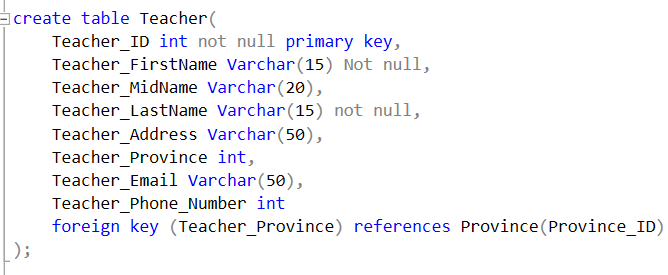 create table Teacher(
Teacher_ID int not null primary key,
Teacher_FirstName Varchar(15) Not null,
Teacher_MidName Varchar(20),
Teacher_LastName Varchar(15) not null,
Teacher_Address Varchar(50),
Teacher_Province int,
Teacher_Email Varchar(50),
Teacher_Phone_Number int
foreign key (Teacher_Province) references Province(Province_ID)
);